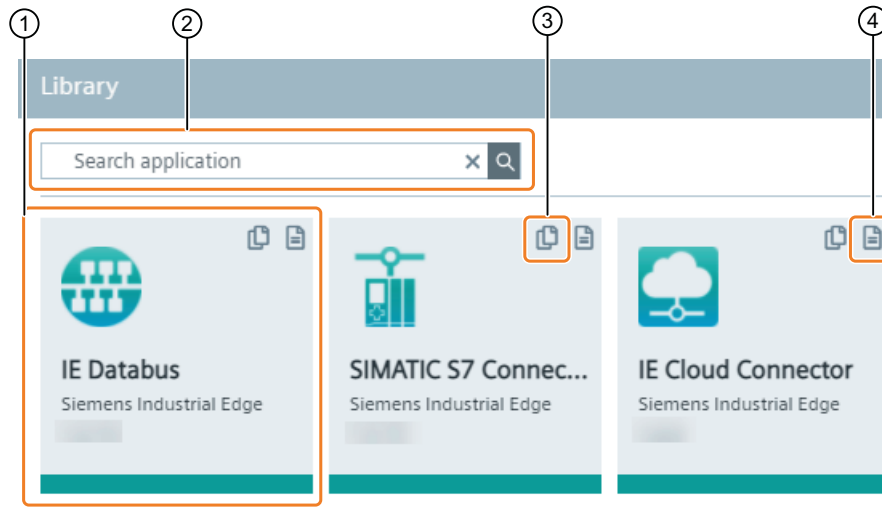 1 2 3 4
Library
Search application
IE Databus
Siemens Industrial Edge
SIMATIC S7 Connec...
Siemens Industrial Edge
IE Cloud Connector
Siemens Industrial Edge